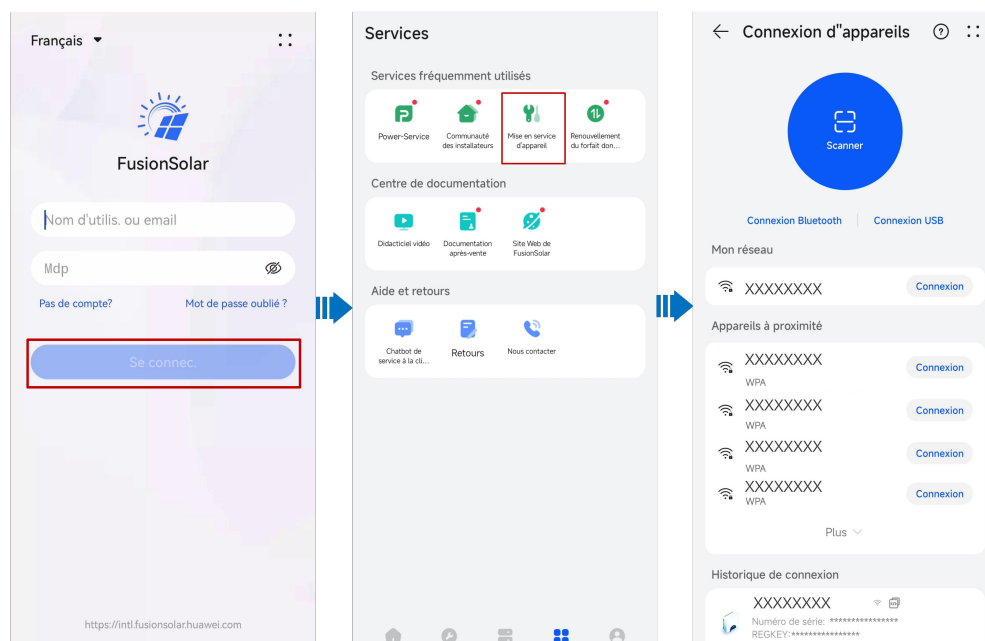 Français
FusionSolar
Nom d'utilis. ou email
Mdp
Pas de compte?
Mot de passe oublié ?
Se connec.
https://intl.fusionsolar.huawei.com
Services
Services fréquemment utilisés
Power-Service
Communauté
des installateurs
Mise en service
d'appareil
Renouvellement
du forfait don...
Centre de documentation
Didacticiel vidéo
Documentation
après-vente
Site Web de
FusionSolar
Aide et retours
Chatbot de
service à la cli...
Retours
Nous contacter
Connexion d"appareils
Scanner
Connexion Bluetooth
Connexion USB
Mon réseau
XXXXXXXX
Connexion
Appareils à proximité
XXXXXXXX
WPA
Connexion
XXXXXXXX
WPA
Connexion
XXXXXXXX
WPA
Connexion
XXXXXXXX
WPA
Connexion
Plus
Historique de connexion
XXXXXXXX
Numéro de série: ****************
REGKEY:****************